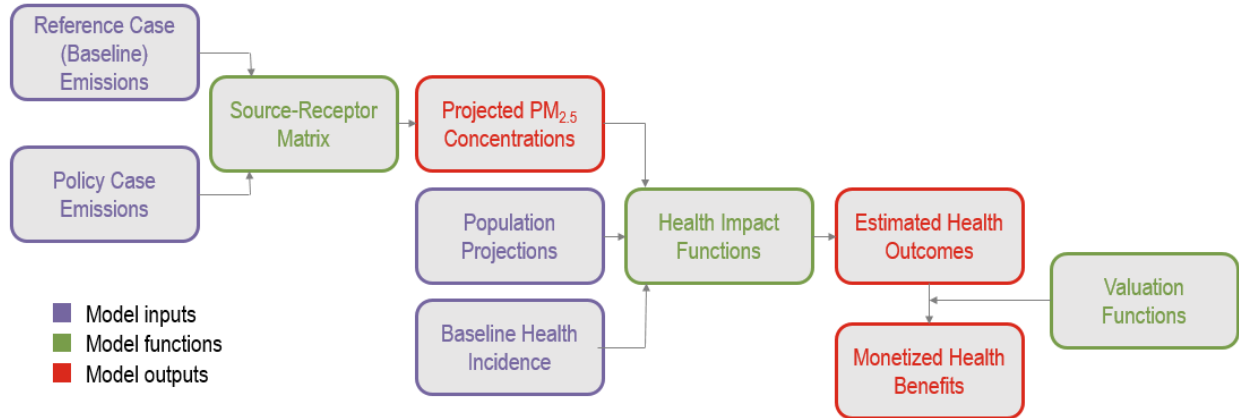 Reference Case
(Baseline)
Emissions
Source-Receptor
Matrix
Projected PM2.5
Concentrations
Policy Case
Emissions
Population
Projections
Health Impact
Functions
Estimated Health
Outcomes
Valuation
Functions
Baseline Health
Incidence
Monetized Health
Benefits
Model inputs
Model functions
Model outputs